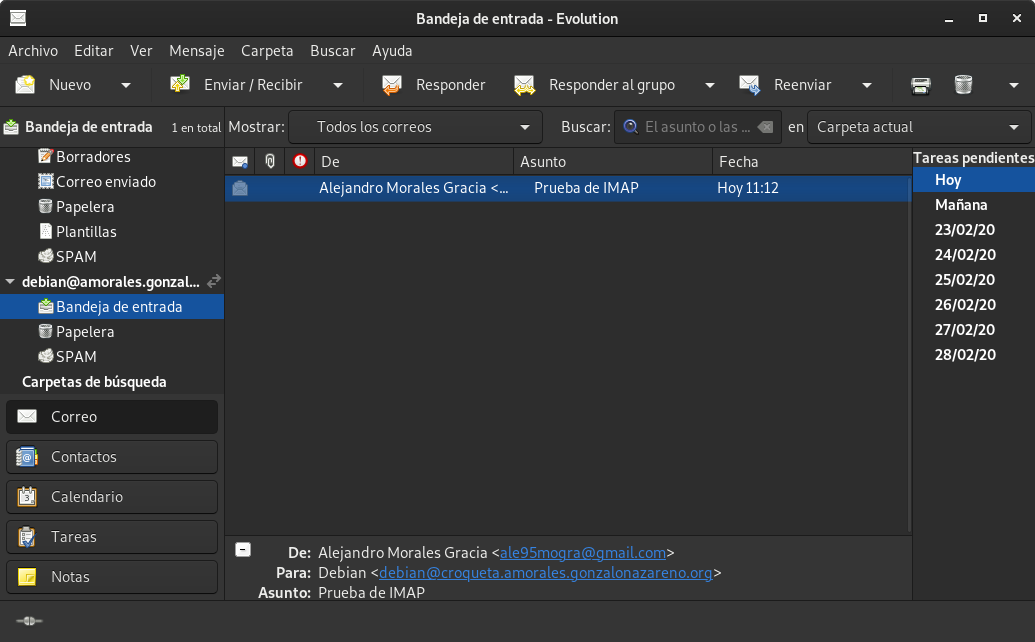 Bandeja de entrada - Evolution
Archivo Editar Ver Mensaje Carpeta Buscar Ayuda
Nuevo Enviar / Recibir Responder Responder al grupo Reenviar
Bandeja de entrada 1 en total Mostrar: Todos los correos Buscar: El asunto o las ... en Carpeta actual
Borradores
Correo enviado
Papelera
Plantillas
SPAM
debian@amorales.gonzal...
Bandeja de entrada
Papelera
SPAM
Carpetas de búsqueda
Correo
Contactos
Calendario
Tareas
Notas
De Asunto Fecha
Alejandro Morales Gracia <... Prueba de IMAP Hoy 11:12
De: Alejandro Morales Gracia <ale95mogra@gmail.com>
Para: Debian <debian@croqueta.amorales.gonzalonazareno.org>
Asunto: Prueba de IMAP
Tareas pendientes
Hoy
Mañana
23/02/20
24/02/20
25/02/20
26/02/20
27/02/20
28/02/20